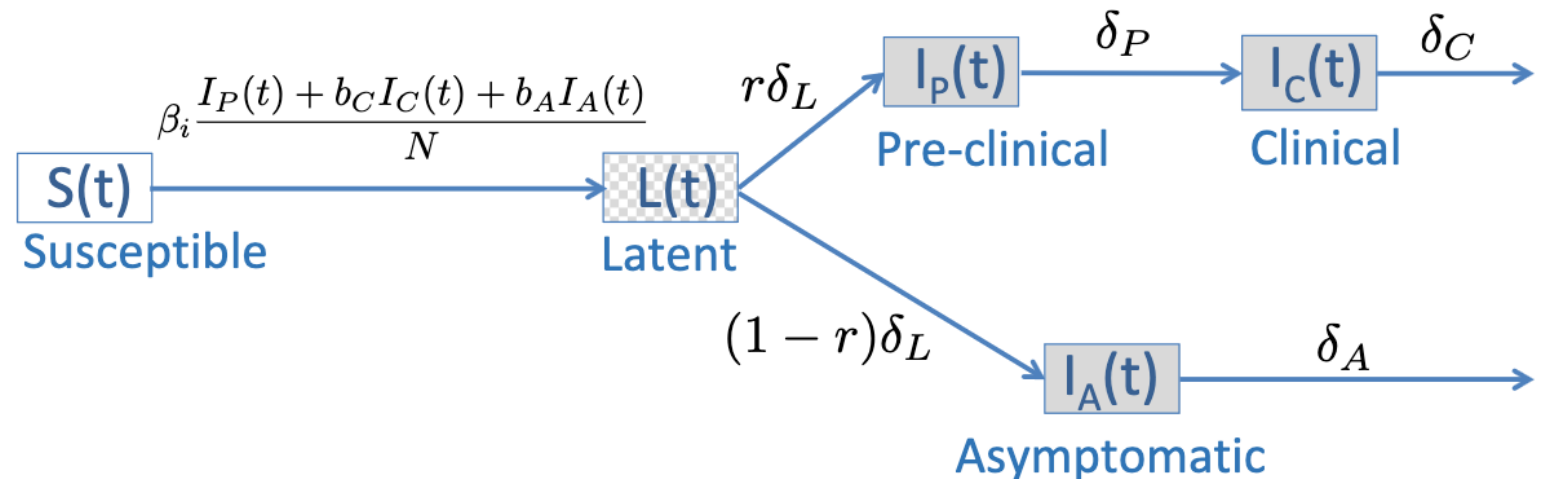 β_i (I_P(t) + b_C I_C(t) + b_A I_A(t)) / N
S(t)
Susceptible
L(t)
Latent
rδ_L
I_P(t)
Pre-clinical
δ_P
I_C(t)
Clinical
δ_C
(1 − r)δ_L
I_A(t)
Asymptomatic
δ_A